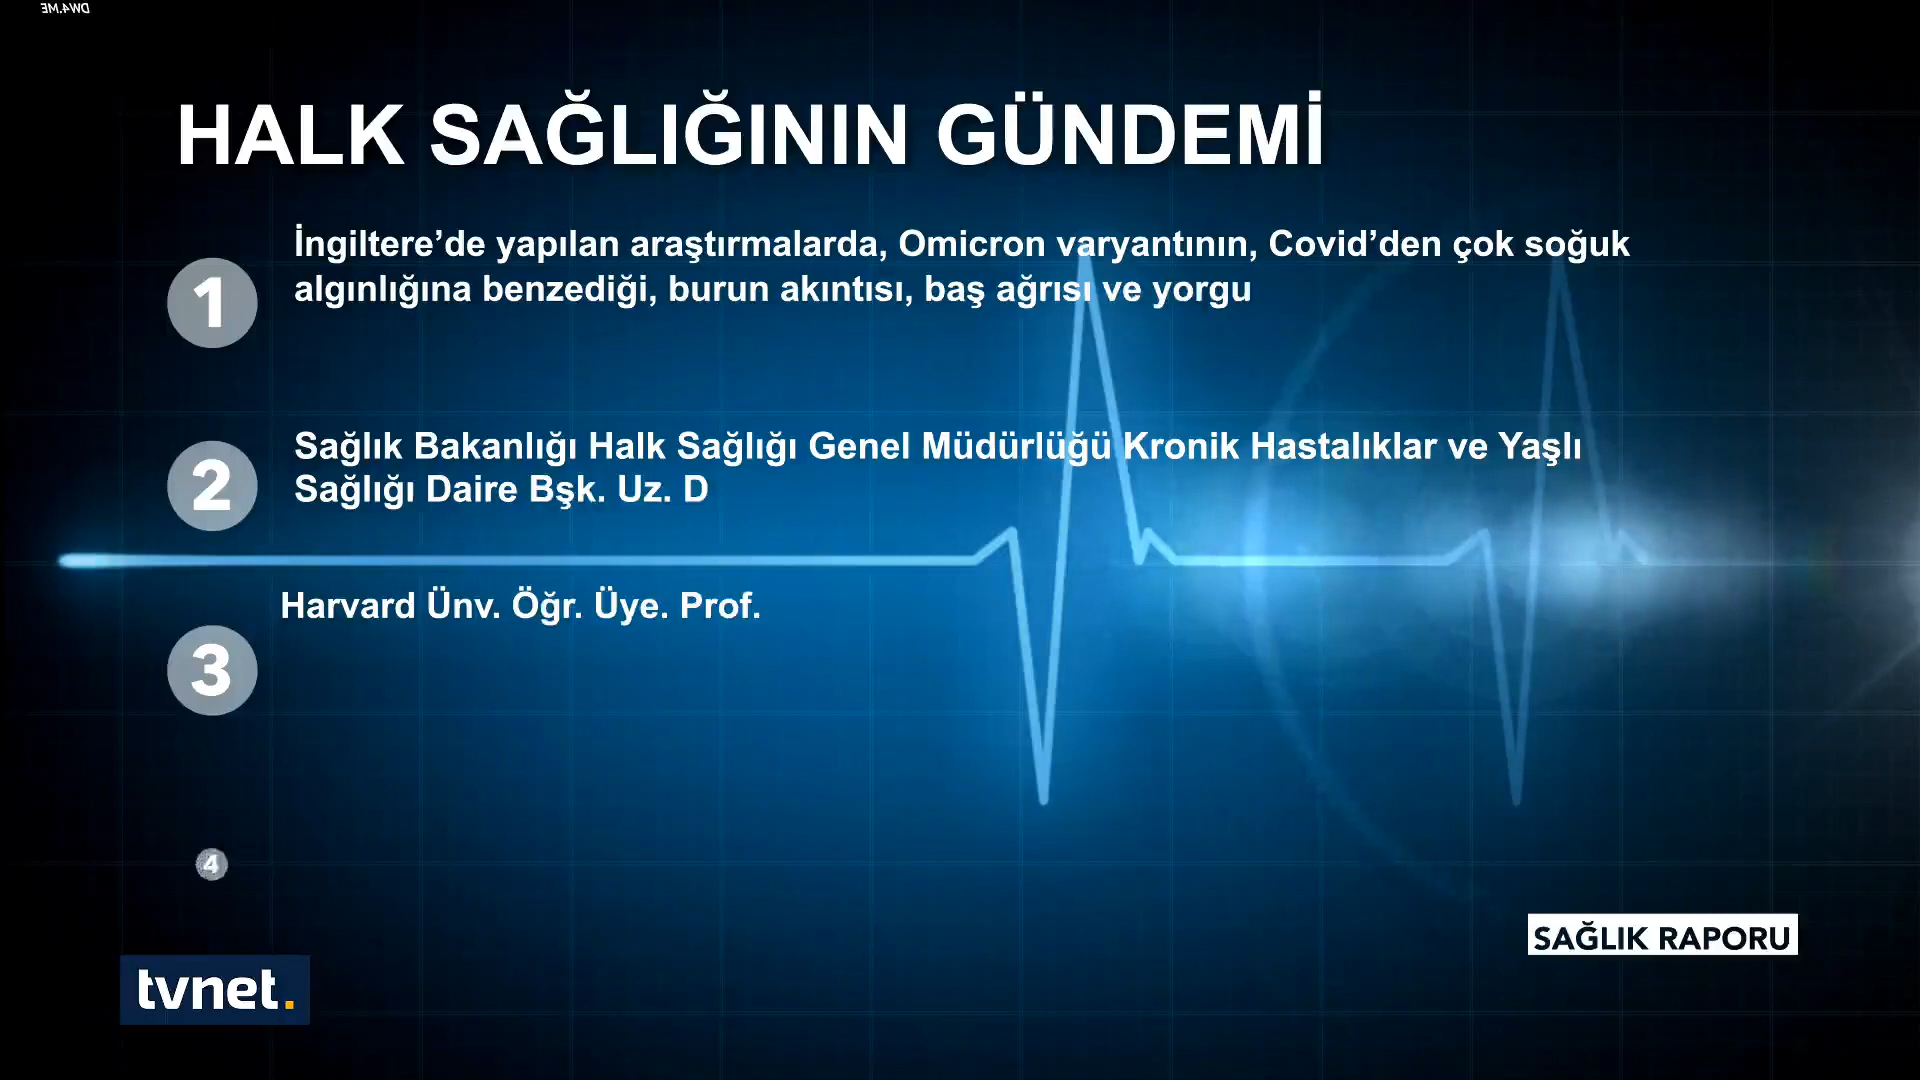 DW4.ME
HALK SAĞLIĞININ GÜNDEMİ
1
İngiltere’de yapılan araştırmalarda, Omicron varyantının, Covid’den çok soğuk
algınlığına benzediği, burun akıntısı, baş ağrısı ve yorgu
2
Sağlık Bakanlığı Halk Sağlığı Genel Müdürlüğü Kronik Hastalıklar ve Yaşlı
Sağlığı Daire Bşk. Uz. D
3
Harvard Ünv. Öğr. Üye. Prof.
4
SAĞLIK RAPORU
tvnet.